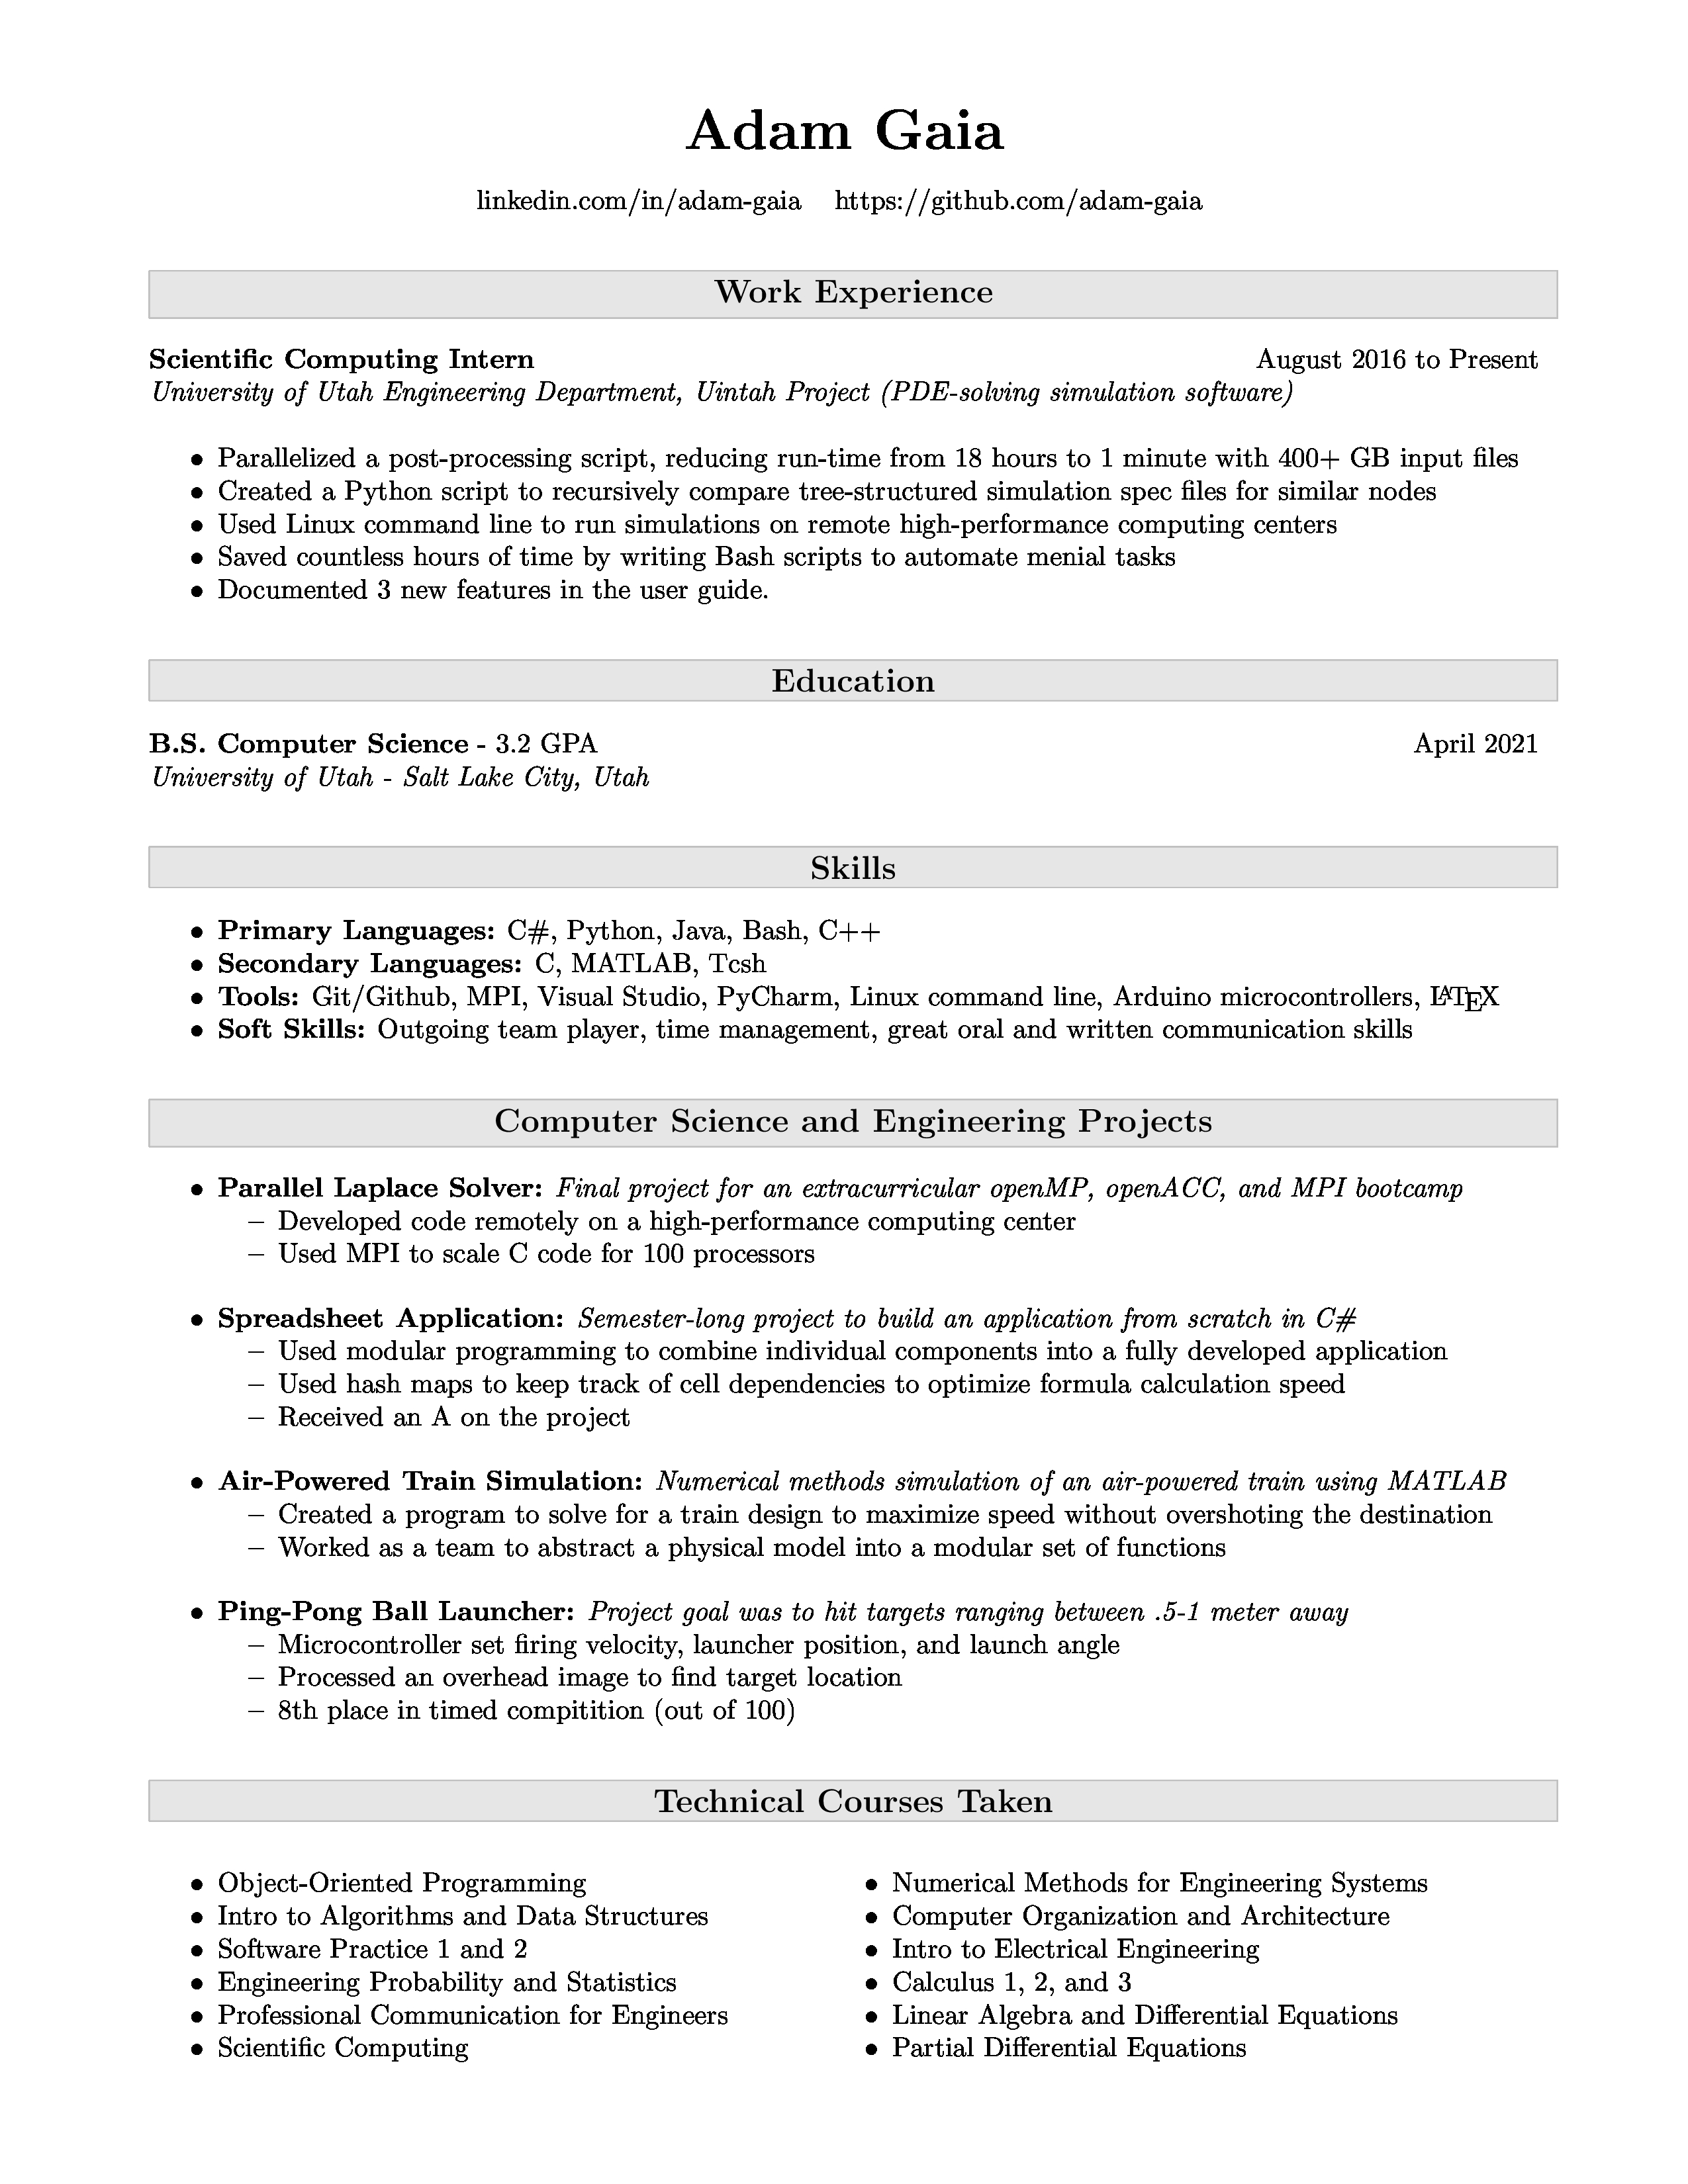 Adam Gaia
linkedin.com/in/adam-gaia https://github.com/adam-gaia
Work Experience
Scientific Computing Intern August 2016 to Present
University of Utah Engineering Department, Uintah Project (PDE-solving simulation software)
• Parallelized a post-processing script, reducing run-time from 18 hours to 1 minute with 400+ GB input files
• Created a Python script to recursively compare tree-structured simulation spec files for similar nodes
• Used Linux command line to run simulations on remote high-performance computing centers
• Saved countless hours of time by writing Bash scripts to automate menial tasks
• Documented 3 new features in the user guide.
Education
B.S. Computer Science - 3.2 GPA April 2021
University of Utah - Salt Lake City, Utah
Skills
• Primary Languages: C#, Python, Java, Bash, C++
• Secondary Languages: C, MATLAB, Tcsh
• Tools: Git/Github, MPI, Visual Studio, PyCharm, Linux command line, Arduino microcontrollers, LATEX
• Soft Skills: Outgoing team player, time management, great oral and written communication skills
Computer Science and Engineering Projects
• Parallel Laplace Solver: Final project for an extracurricular openMP, openACC, and MPI bootcamp
– Developed code remotely on a high-performance computing center
– Used MPI to scale C code for 100 processors
• Spreadsheet Application: Semester-long project to build an application from scratch in C#
– Used modular programming to combine individual components into a fully developed application
– Used hash maps to keep track of cell dependencies to optimize formula calculation speed
– Received an A on the project
• Air-Powered Train Simulation: Numerical methods simulation of an air-powered train using MATLAB
– Created a program to solve for a train design to maximize speed without overshoting the destination
– Worked as a team to abstract a physical model into a modular set of functions
• Ping-Pong Ball Launcher: Project goal was to hit targets ranging between .5-1 meter away
– Microcontroller set firing velocity, launcher position, and launch angle
– Processed an overhead image to find target location
– 8th place in timed compitition (out of 100)
Technical Courses Taken
• Object-Oriented Programming
• Intro to Algorithms and Data Structures
• Software Practice 1 and 2
• Engineering Probability and Statistics
• Professional Communication for Engineers
• Scientific Computing
• Numerical Methods for Engineering Systems
• Computer Organization and Architecture
• Intro to Electrical Engineering
• Calculus 1, 2, and 3
• Linear Algebra and Differential Equations
• Partial Differential Equations